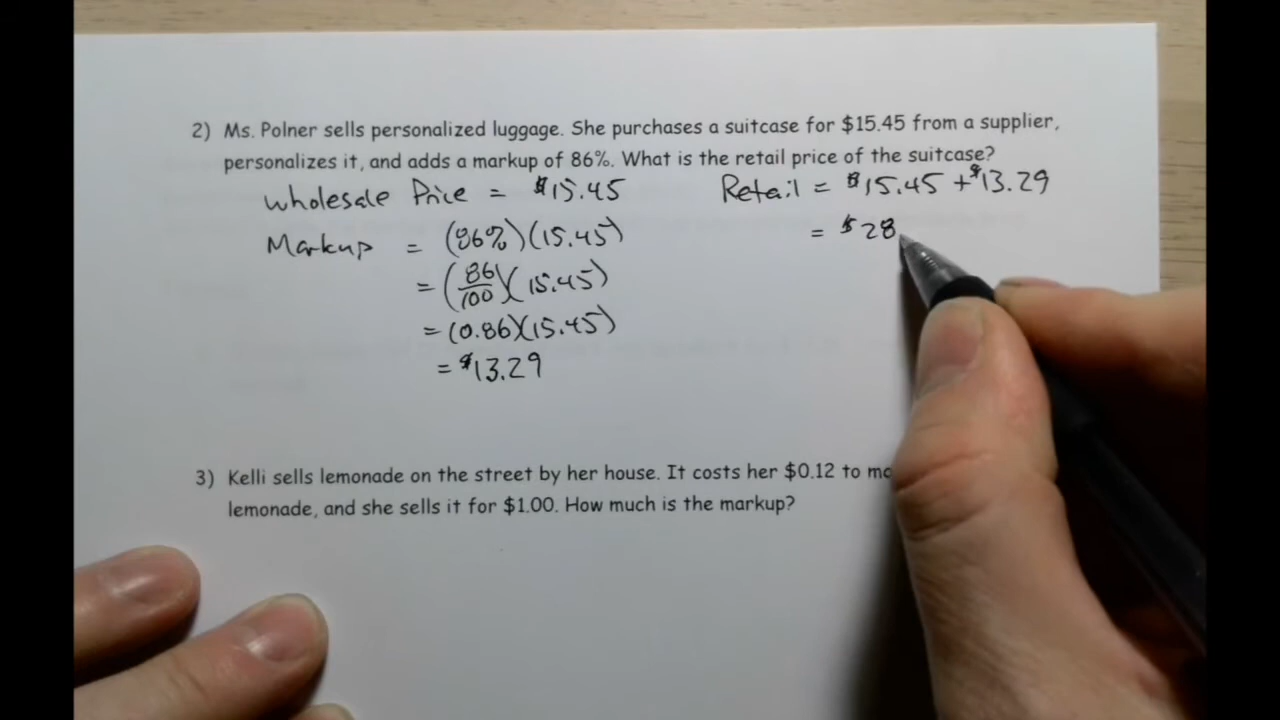 2) Ms. Polner sells personalized luggage. She purchases a suitcase for $15.45 from a supplier,
personalizes it, and adds a markup of 86%. What is the retail price of the suitcase?
Wholesale Price = $15.45
Markup = (86%)(15.45)
= (86/100)(15.45)
= (0.86)(15.45)
= $13.29
Retail = $15.45 + $13.29
= $28
3) Kelli sells lemonade on the street by her house. It costs her $0.12 to
lemonade, and she sells it for $1.00. How much is the markup?